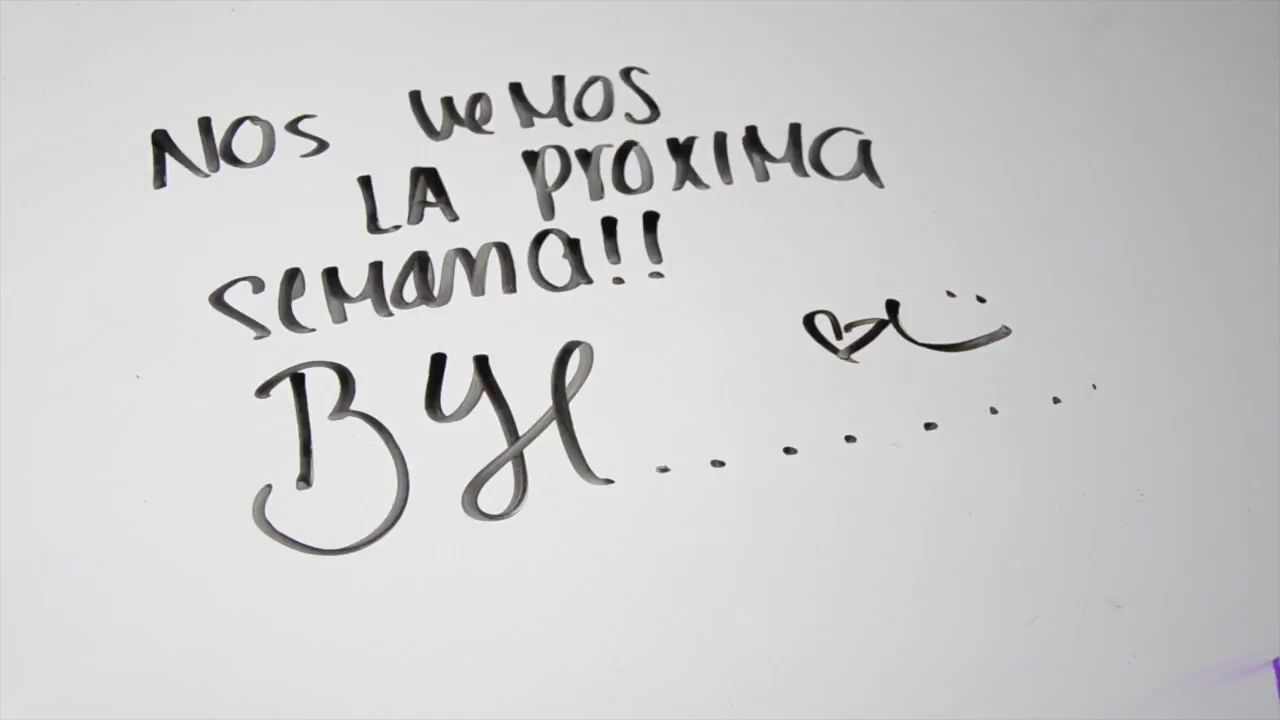 NOS VeMOS
LA PROXIMA
SEMANA!!
BYE.........